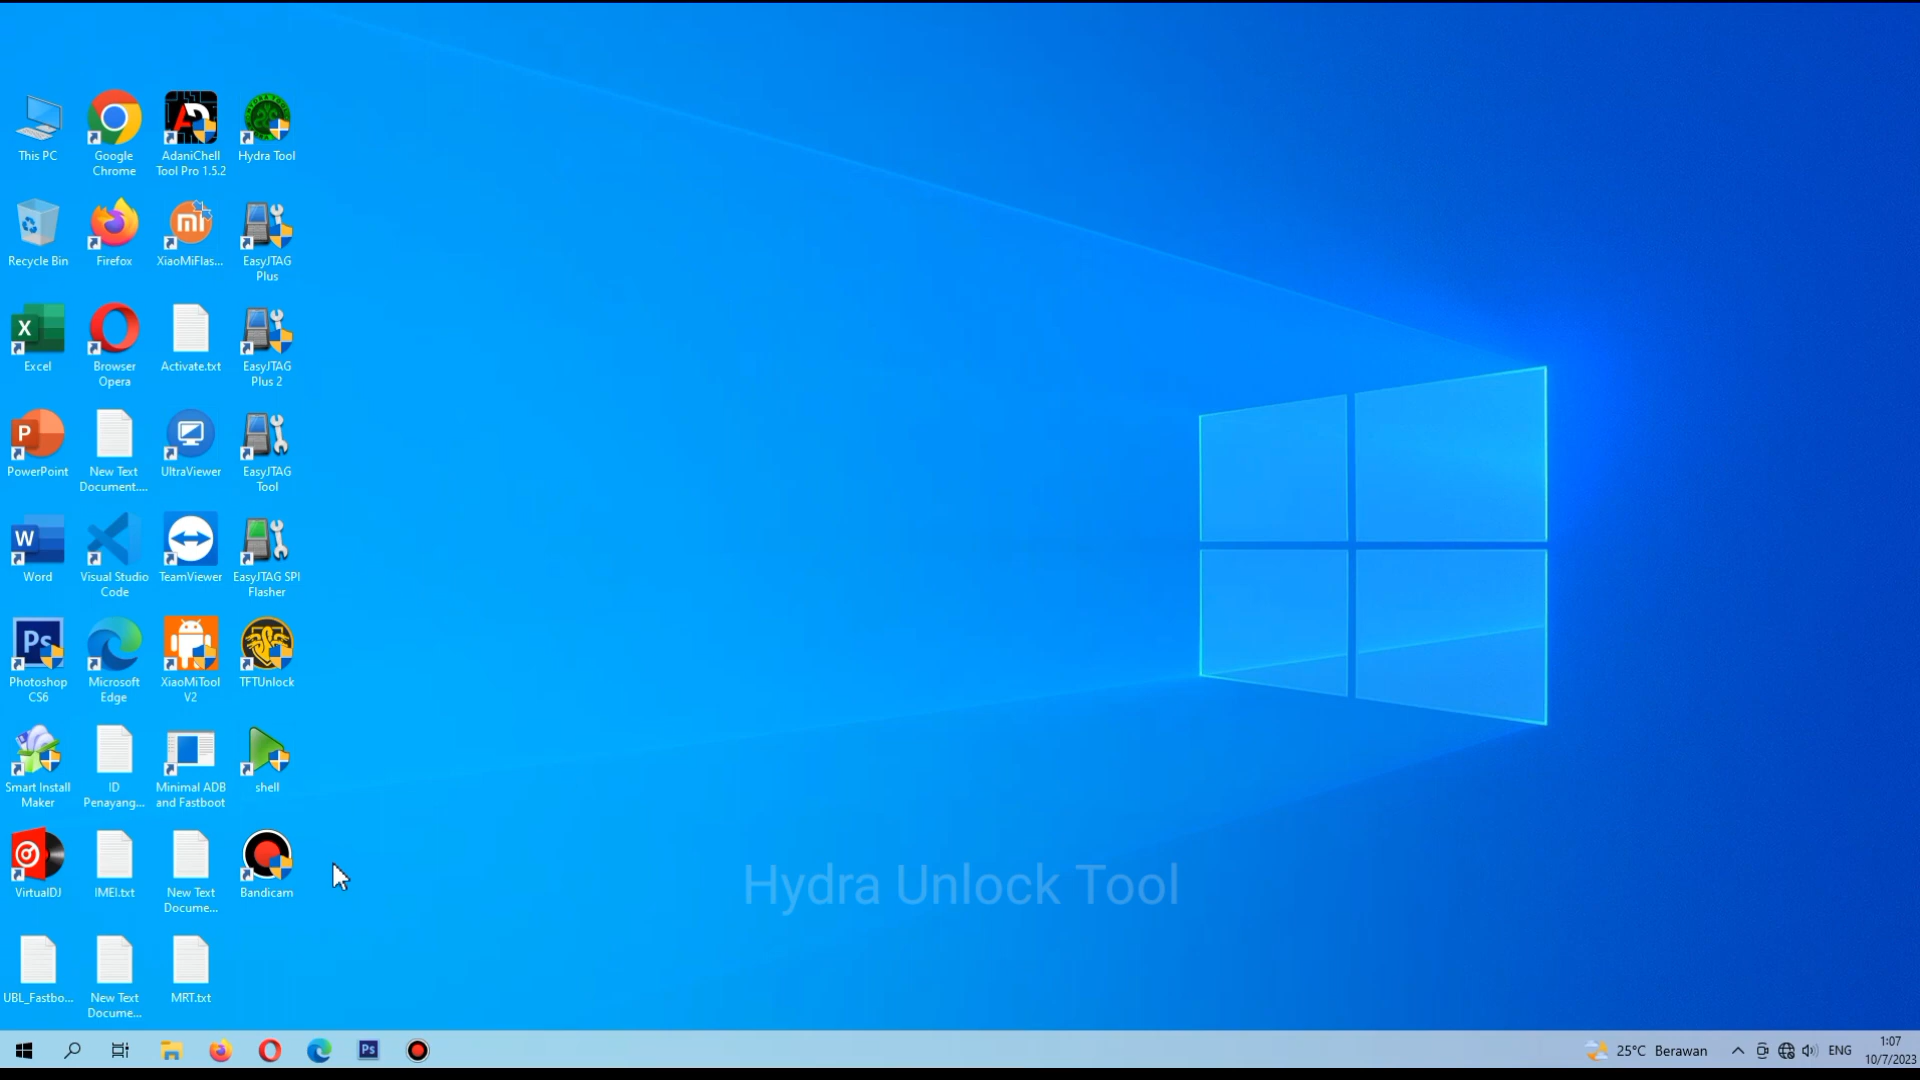 This PC
Google
Chrome
AdaniChell
Tool Pro 1.5.2
Hydra Tool
Recycle Bin
Firefox
XiaoMiFlas...
EasyJTAG
Plus
Excel
Browser
Opera
Activate.txt
EasyJTAG
Plus 2
PowerPoint
New Text
Document....
UltraViewer
EasyJTAG
Tool
Word
Visual Studio
Code
TeamViewer
EasyJTAG SPI
Flasher
Photoshop
CS6
Microsoft
Edge
XiaoMiTool
V2
TFTUnlock
Smart Install
Maker
ID
Penayang...
Minimal ADB
and Fastboot
shell
VirtualDJ
IMEI.txt
New Text
Docume...
Bandicam
Hydra Unlock Tool
UBL_Fastbo...
New Text
Docume...
MRT.txt
25°C Berawan
ENG
1:07
10/7/2023